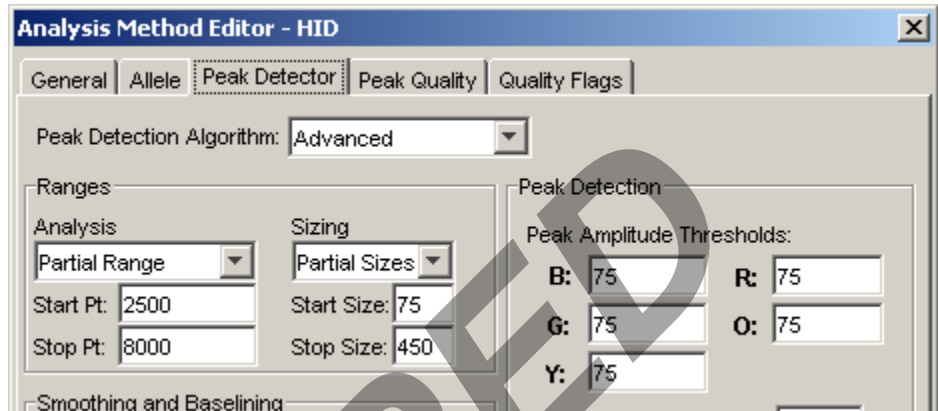 Analysis Method Editor - HID
General Allele Peak Detector Peak Quality Quality Flags
Peak Detection Algorithm: Advanced
Ranges
Analysis Sizing
Partial Range Partial Sizes
Start Pt: 2500 Start Size: 75
Stop Pt: 8000 Stop Size: 450
Smoothing and Baselining
Peak Detection
Peak Amplitude Thresholds:
B: 75 R: 75
G: 75 O: 75
Y: 75